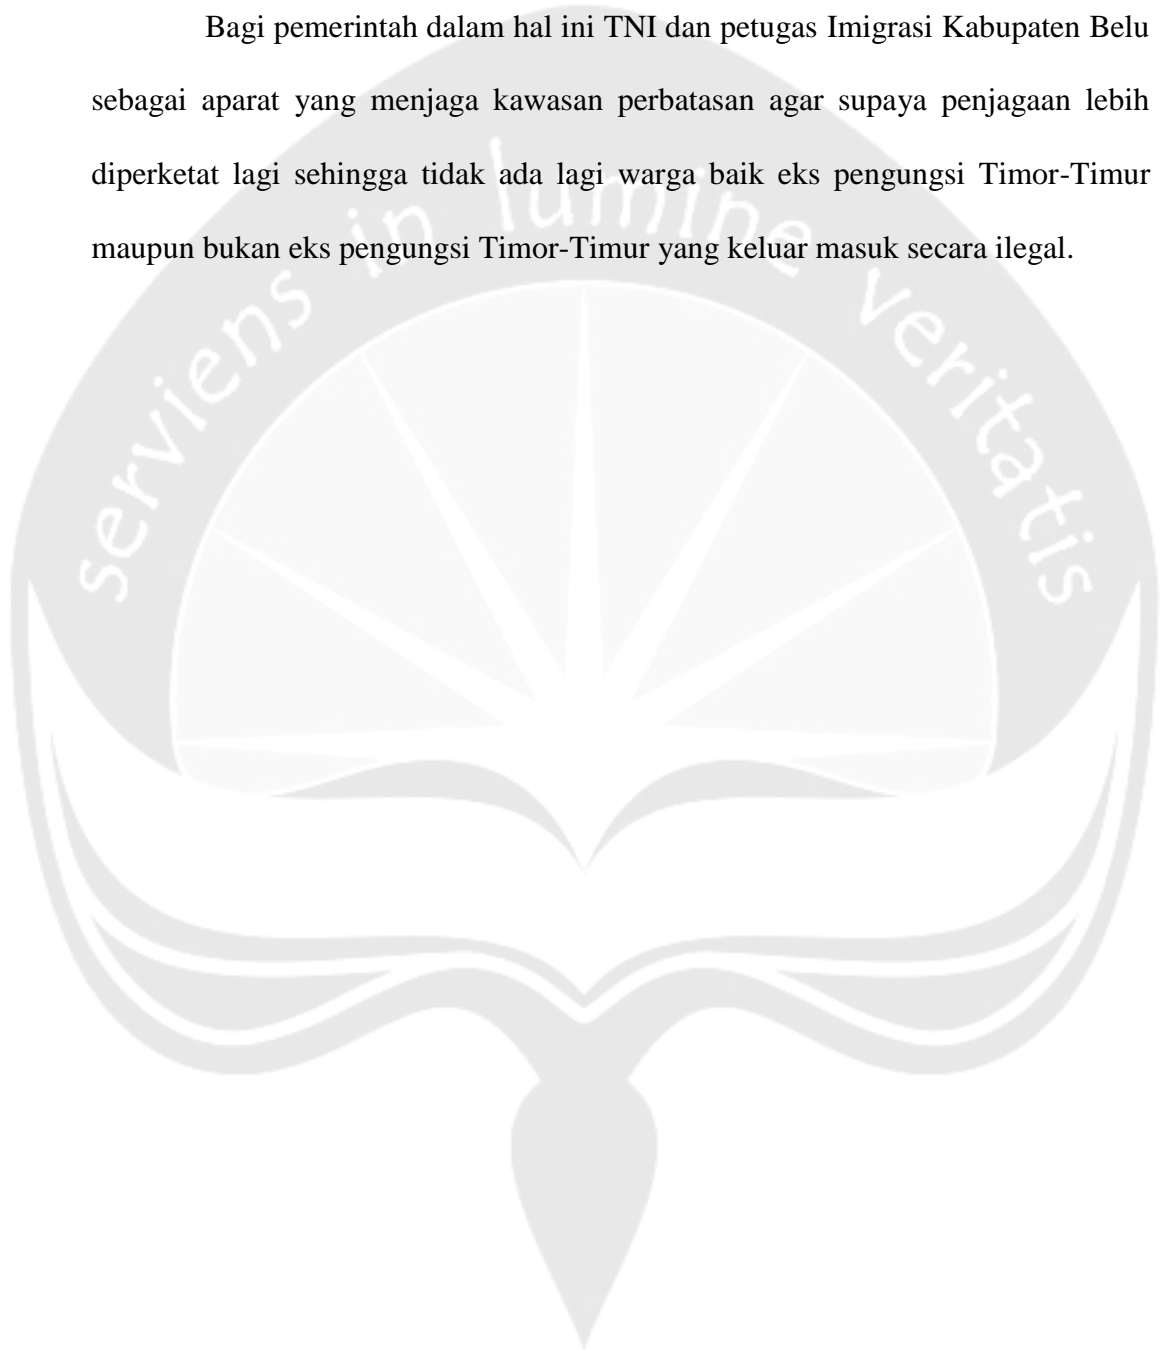 Bagi pemerintah dalam hal ini TNI dan petugas Imigrasi Kabupaten Belu
sebagai aparat yang menjaga kawasan perbatasan agar supaya penjagaan lebih
diperketat lagi sehingga tidak ada lagi warga baik eks pengungsi Timor-Timur
maupun bukan eks pengungsi Timor-Timur yang keluar masuk secara ilegal.
serviens in lumine veritatis